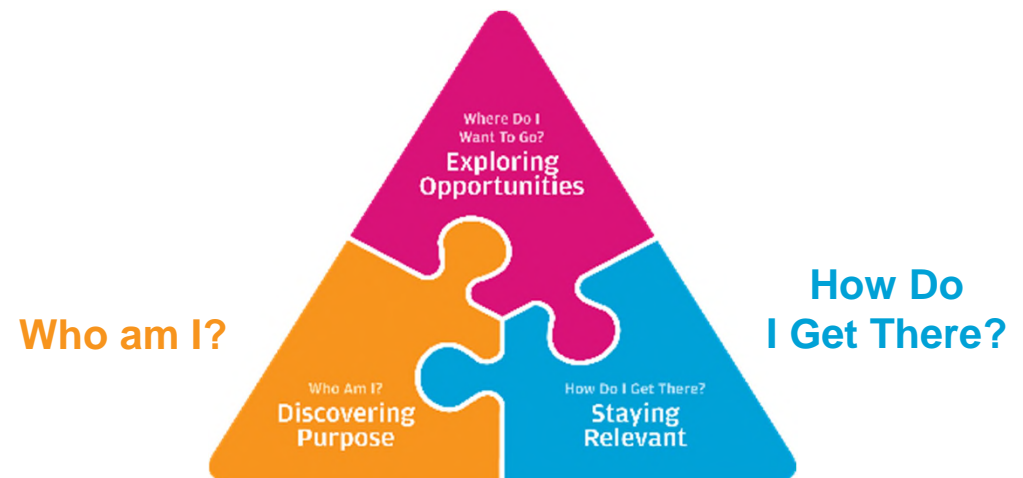 Where Do I
Want To Go?
Exploring
Opportunities
Who am I?
How Do
I Get There?
Who Am I?
Discovering
Purpose
How Do I Get There?
Staying
Relevant